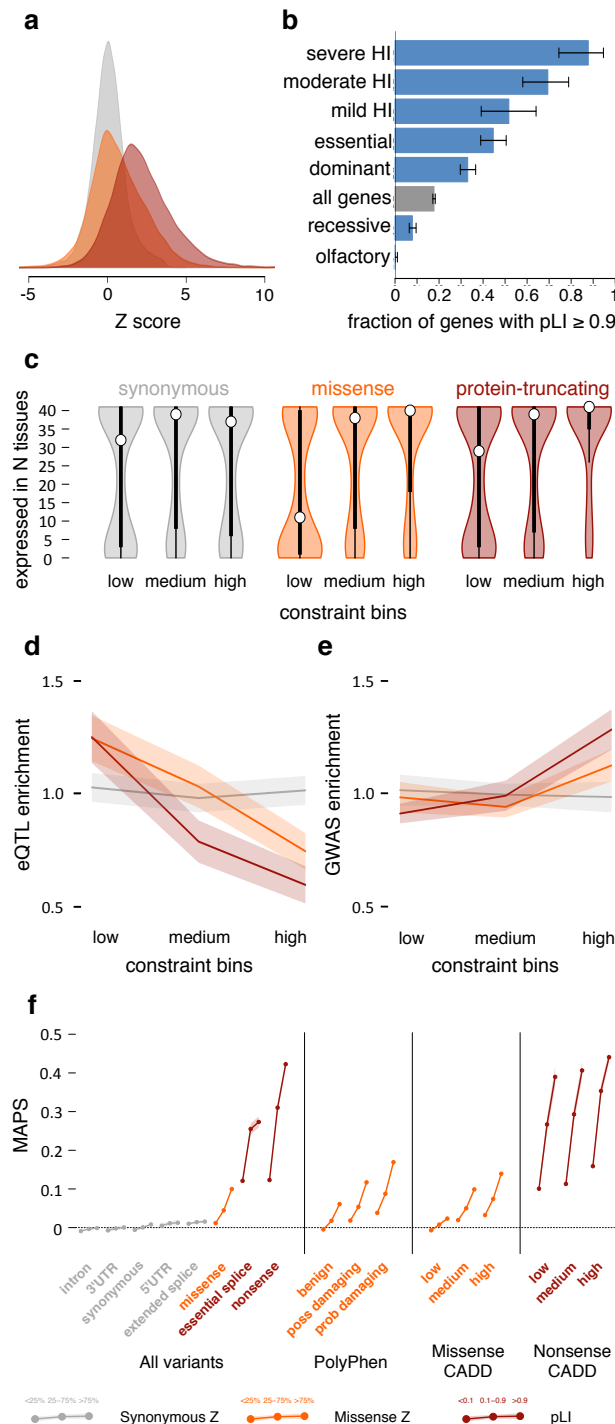 a
-5 0 5 10
Z score
b
severe HI
moderate HI
mild HI
essential
dominant
all genes
recessive
olfactory
0 0.2 0.4 0.6 0.8 1
fraction of genes with pLI ≥ 0.9
c
synonymous missense protein-truncating
expressed in N tissues
40
35
30
25
20
15
10
5
0
low medium high low medium high low medium high
constraint bins
d
eQTL enrichment
1.5
1.0
0.5
low medium high
constraint bins
e
GWAS enrichment
1.5
1.0
0.5
low medium high
constraint bins
f
MAPS
0.5
0.4
0.3
0.2
0.1
0
intron
3'UTR
synonymous
5'UTR
extended splice
missense
essential splice
nonsense
benign
poss damaging
prob damaging
low
medium
high
low
medium
high
All variants
PolyPhen
Missense
CADD
Nonsense
CADD
<25% 25–75% >75%
Synonymous Z
<25% 25–75% >75%
Missense Z
<0.1 0.1–0.9 >0.9
pLI